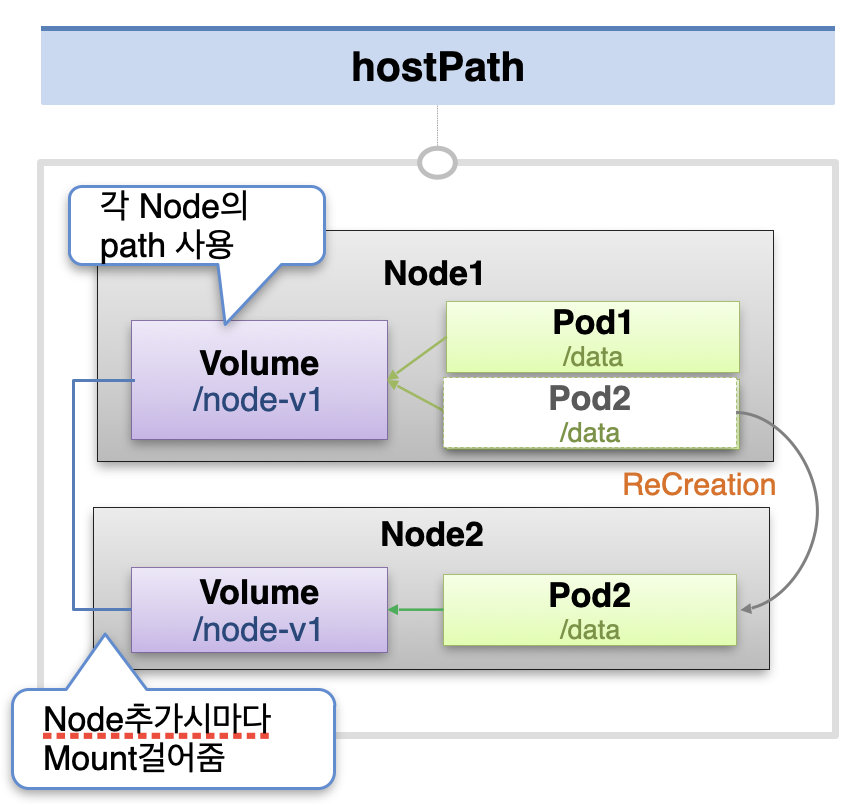 hostPath
각 Node의
path 사용
Node1
Volume
/node-v1
Pod1
/data
Pod2
/data
ReCreation
Node2
Volume
/node-v1
Pod2
/data
Node추가시마다
Mount걸어줌